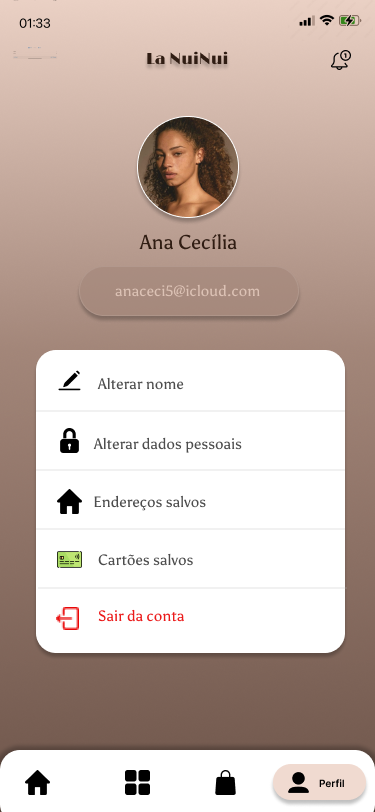 01:33
La NuiNui
1
Ana Cecília
anaceci5@icloud.com
Alterar nome
Alterar dados pessoais
Endereços salvos
Cartões salvos
Sair da conta
Perfil